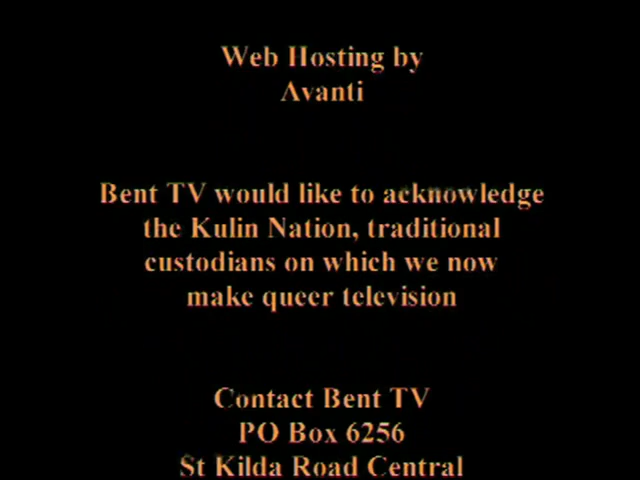 Web Hosting by
Avanti
Bent TV would like to acknowledge
the Kulin Nation, traditional
custodians on which we now
make queer television
Contact Bent TV
PO Box 6256
St Kilda Road Central